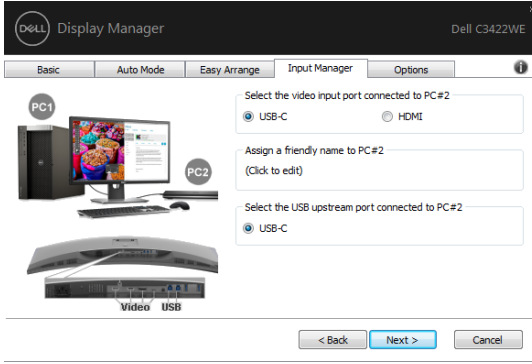 DELL Display Manager
Dell C3422WE
Basic Auto Mode Easy Arrange Input Manager Options
PC1
PC2
Video USB
Select the video input port connected to PC#2
USB-C HDMI
Assign a friendly name to PC#2
(Click to edit)
Select the USB upstream port connected to PC#2
USB-C
< Back Next > Cancel